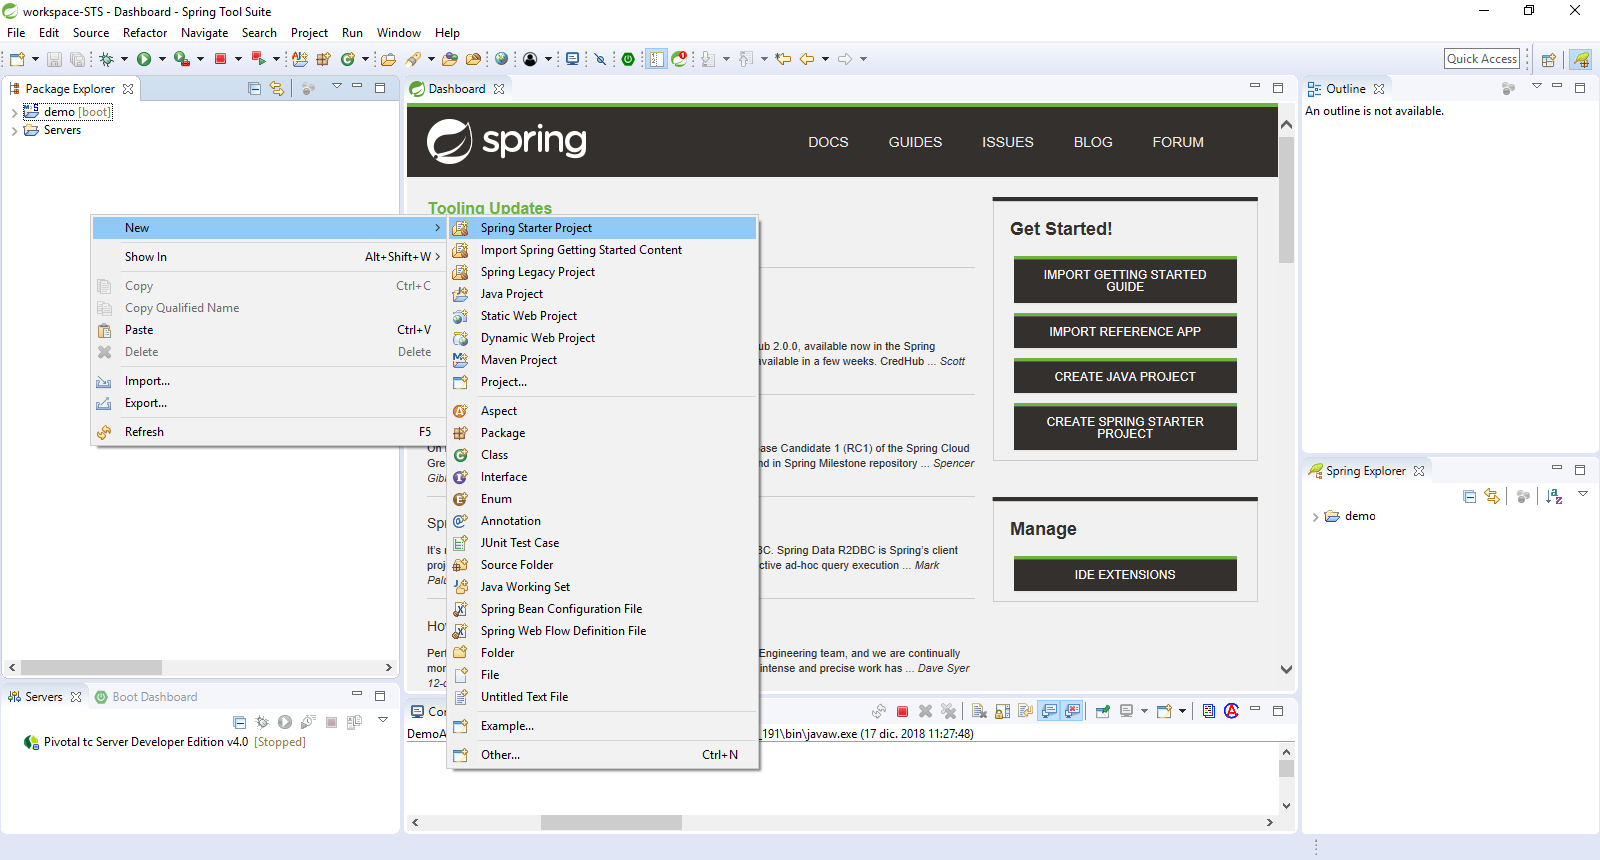 workspace-STS - Dashboard - Spring Tool Suite
File Edit Source Refactor Navigate Search Project Run Window Help
Quick Access
Package Explorer
demo [boot]
Servers
Dashboard
spring
DOCS GUIDES ISSUES BLOG FORUM
Tooling Updates
ub 2.0.0, available now in the Spring
available in a few weeks. CredHub ... Scott
ase Candidate 1 (RC1) of the Spring Cloud
Gre
nd in Spring Milestone repository ... Spencer
Spr
It's
BC. Spring Data R2DBC is Spring's client
proj
ctive ad-hoc query execution ... Mark
Palu
Perf
Engineering team, and we are continually
intense and precise work has ... Dave Syer
Get Started!
IMPORT GETTING STARTED
GUIDE
IMPORT REFERENCE APP
CREATE JAVA PROJECT
CREATE SPRING STARTER
PROJECT
Manage
IDE EXTENSIONS
New
Show In Alt+Shift+W
Copy Ctrl+C
Copy Qualified Name
Paste Ctrl+V
Delete Delete
Import...
Export...
Refresh F5
Spring Starter Project
Import Spring Getting Started Content
Spring Legacy Project
Java Project
Static Web Project
Dynamic Web Project
Maven Project
Project...
Aspect
Package
Class
Interface
Enum
Annotation
JUnit Test Case
Source Folder
Java Working Set
Spring Bean Configuration File
Spring Web Flow Definition File
Folder
File
Untitled Text File
Example...
Other... Ctrl+N
Outline
An outline is not available.
Spring Explorer
demo
Servers
Boot Dashboard
Pivotal tc Server Developer Edition v4.0 [Stopped]
Con
DemoA
_191\bin\javaw.exe (17 dic. 2018 11:27:48)